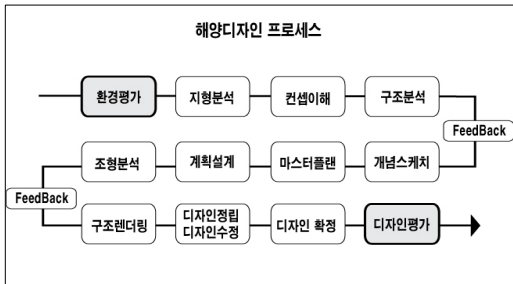 해양디자인 프로세스
환경평가 지형분석 컨셉이해 구조분석
FeedBack
조형분석 계획설계 마스터플랜 개념스케치
FeedBack
구조렌더링 디자인정립 디자인 확정 디자인평가
디자인수정